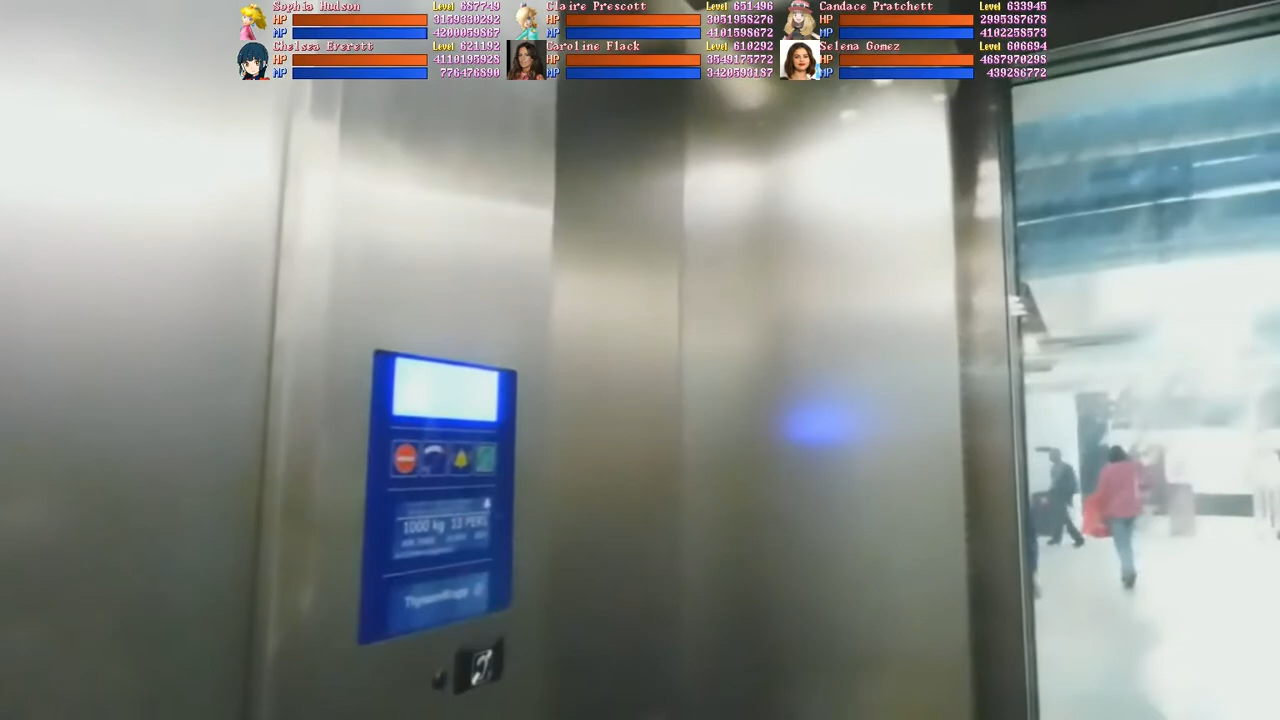 Sophia Hudson Level 687749
HP 3159330292
MP 4200059867
Claire Prescott Level 651496
HP 3051958276
MP 4101598672
Candace Pratchett Level 633945
HP 2995387678
MP 4102258573
Chelsea Everett Level 621192
HP 4110195928
MP 776476890
Caroline Flack Level 610292
HP 3549175772
MP 3420593187
Selena Gomez Level 606694
HP 4687970298
MP 439286772
1000 kg 13 PERS